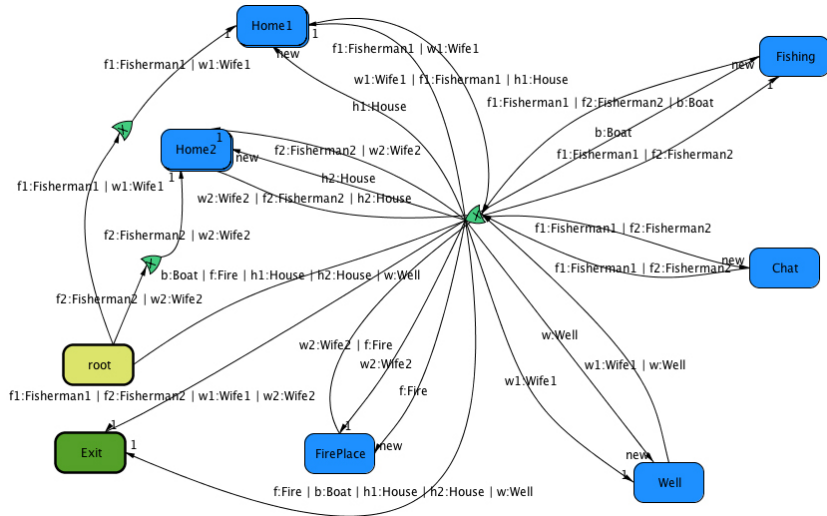 Home1
1
1
new
f1:Fisherman1 | w1:Wife1
f1:Fisherman1 | w1:Wife1
w1:Wife1 | f1:Fisherman1 | h1:House
h1:House
Fishing
new
1
f1:Fisherman1 | f2:Fisherman2 | b:Boat
b:Boat
f1:Fisherman1 | f2:Fisherman2
Home2
1
new
1
f2:Fisherman2 | w2:Wife2
h2:House
w2:Wife2 | f2:Fisherman2 | h2:House
f1:Fisherman1 | w1:Wife1
f2:Fisherman2 | w2:Wife2
f1:Fisherman1 | f2:Fisherman2
f1:Fisherman1 | f2:Fisherman2
new
Chat
b:Boat | f:Fire | h1:House | h2:House | w:Well
f2:Fisherman2 | w2:Wife2
root
w2:Wife2 | f:Fire
w2:Wife2
f:Fire
w:Well
w1:Wife1 | w:Well
w1:Wife1
f1:Fisherman1 | f2:Fisherman2 | w1:Wife1 | w2:Wife2
1
1
Exit
1
new
FirePlace
new
1
Well
f:Fire | b:Boat | h1:House | h2:House | w:Well